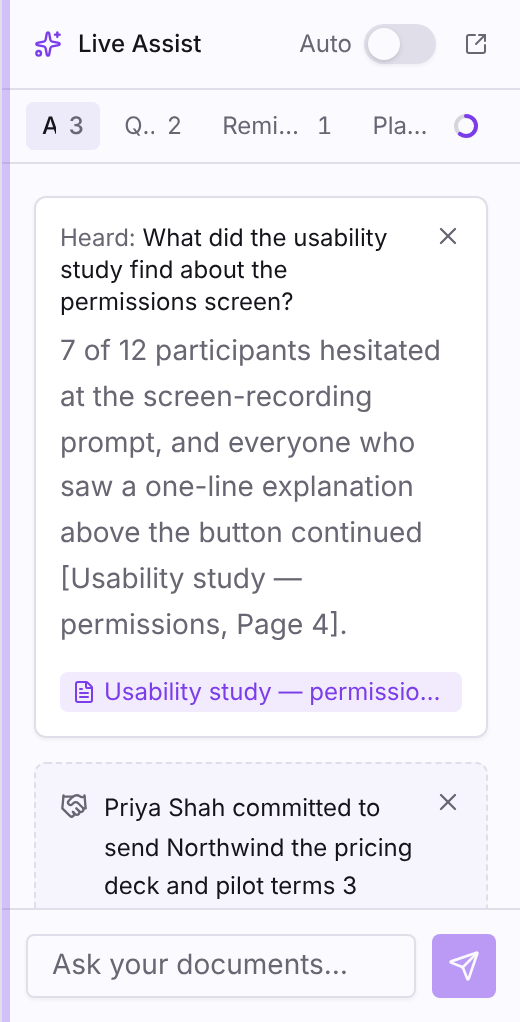 Live Assist Auto
A 3 Q.. 2 Remi... 1 Pla...
Heard: What did the usability
study find about the
permissions screen?
7 of 12 participants hesitated
at the screen-recording
prompt, and everyone who
saw a one-line explanation
above the button continued
[Usability study —
permissions, Page 4].
Usability study — permissio...
Priya Shah committed to
send Northwind the pricing
deck and pilot terms 3
Ask your documents...